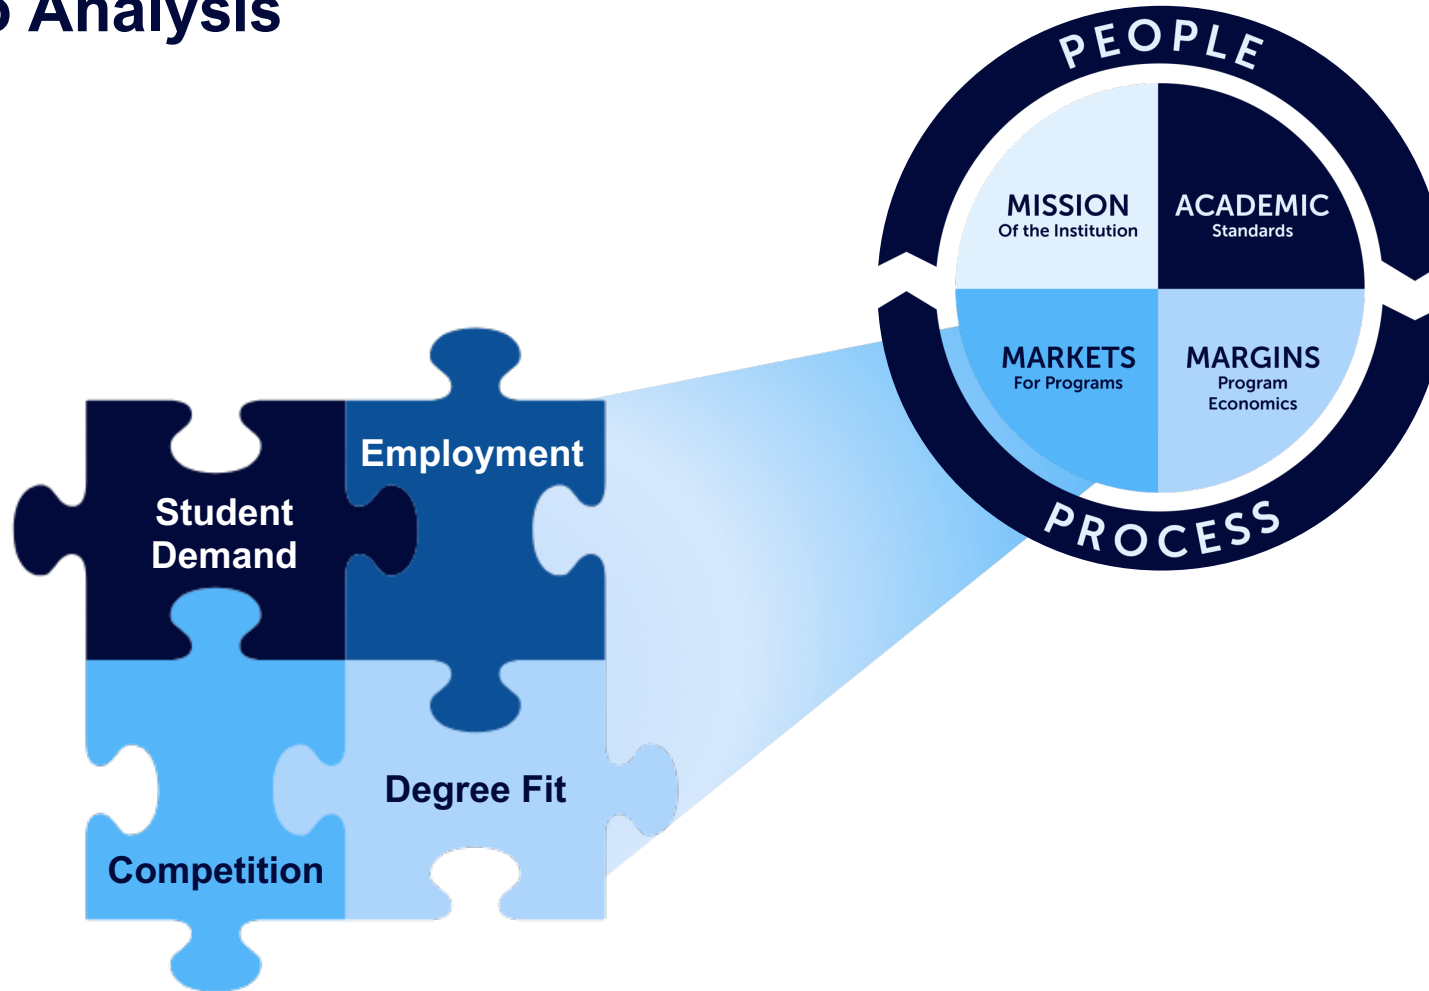 Analysis
PEOPLE
MISSION
Of the Institution
ACADEMIC
Standards
MARKETS
For Programs
MARGINS
Program
Economics
PROCESS
Employment
Student
Demand
Degree Fit
Competition